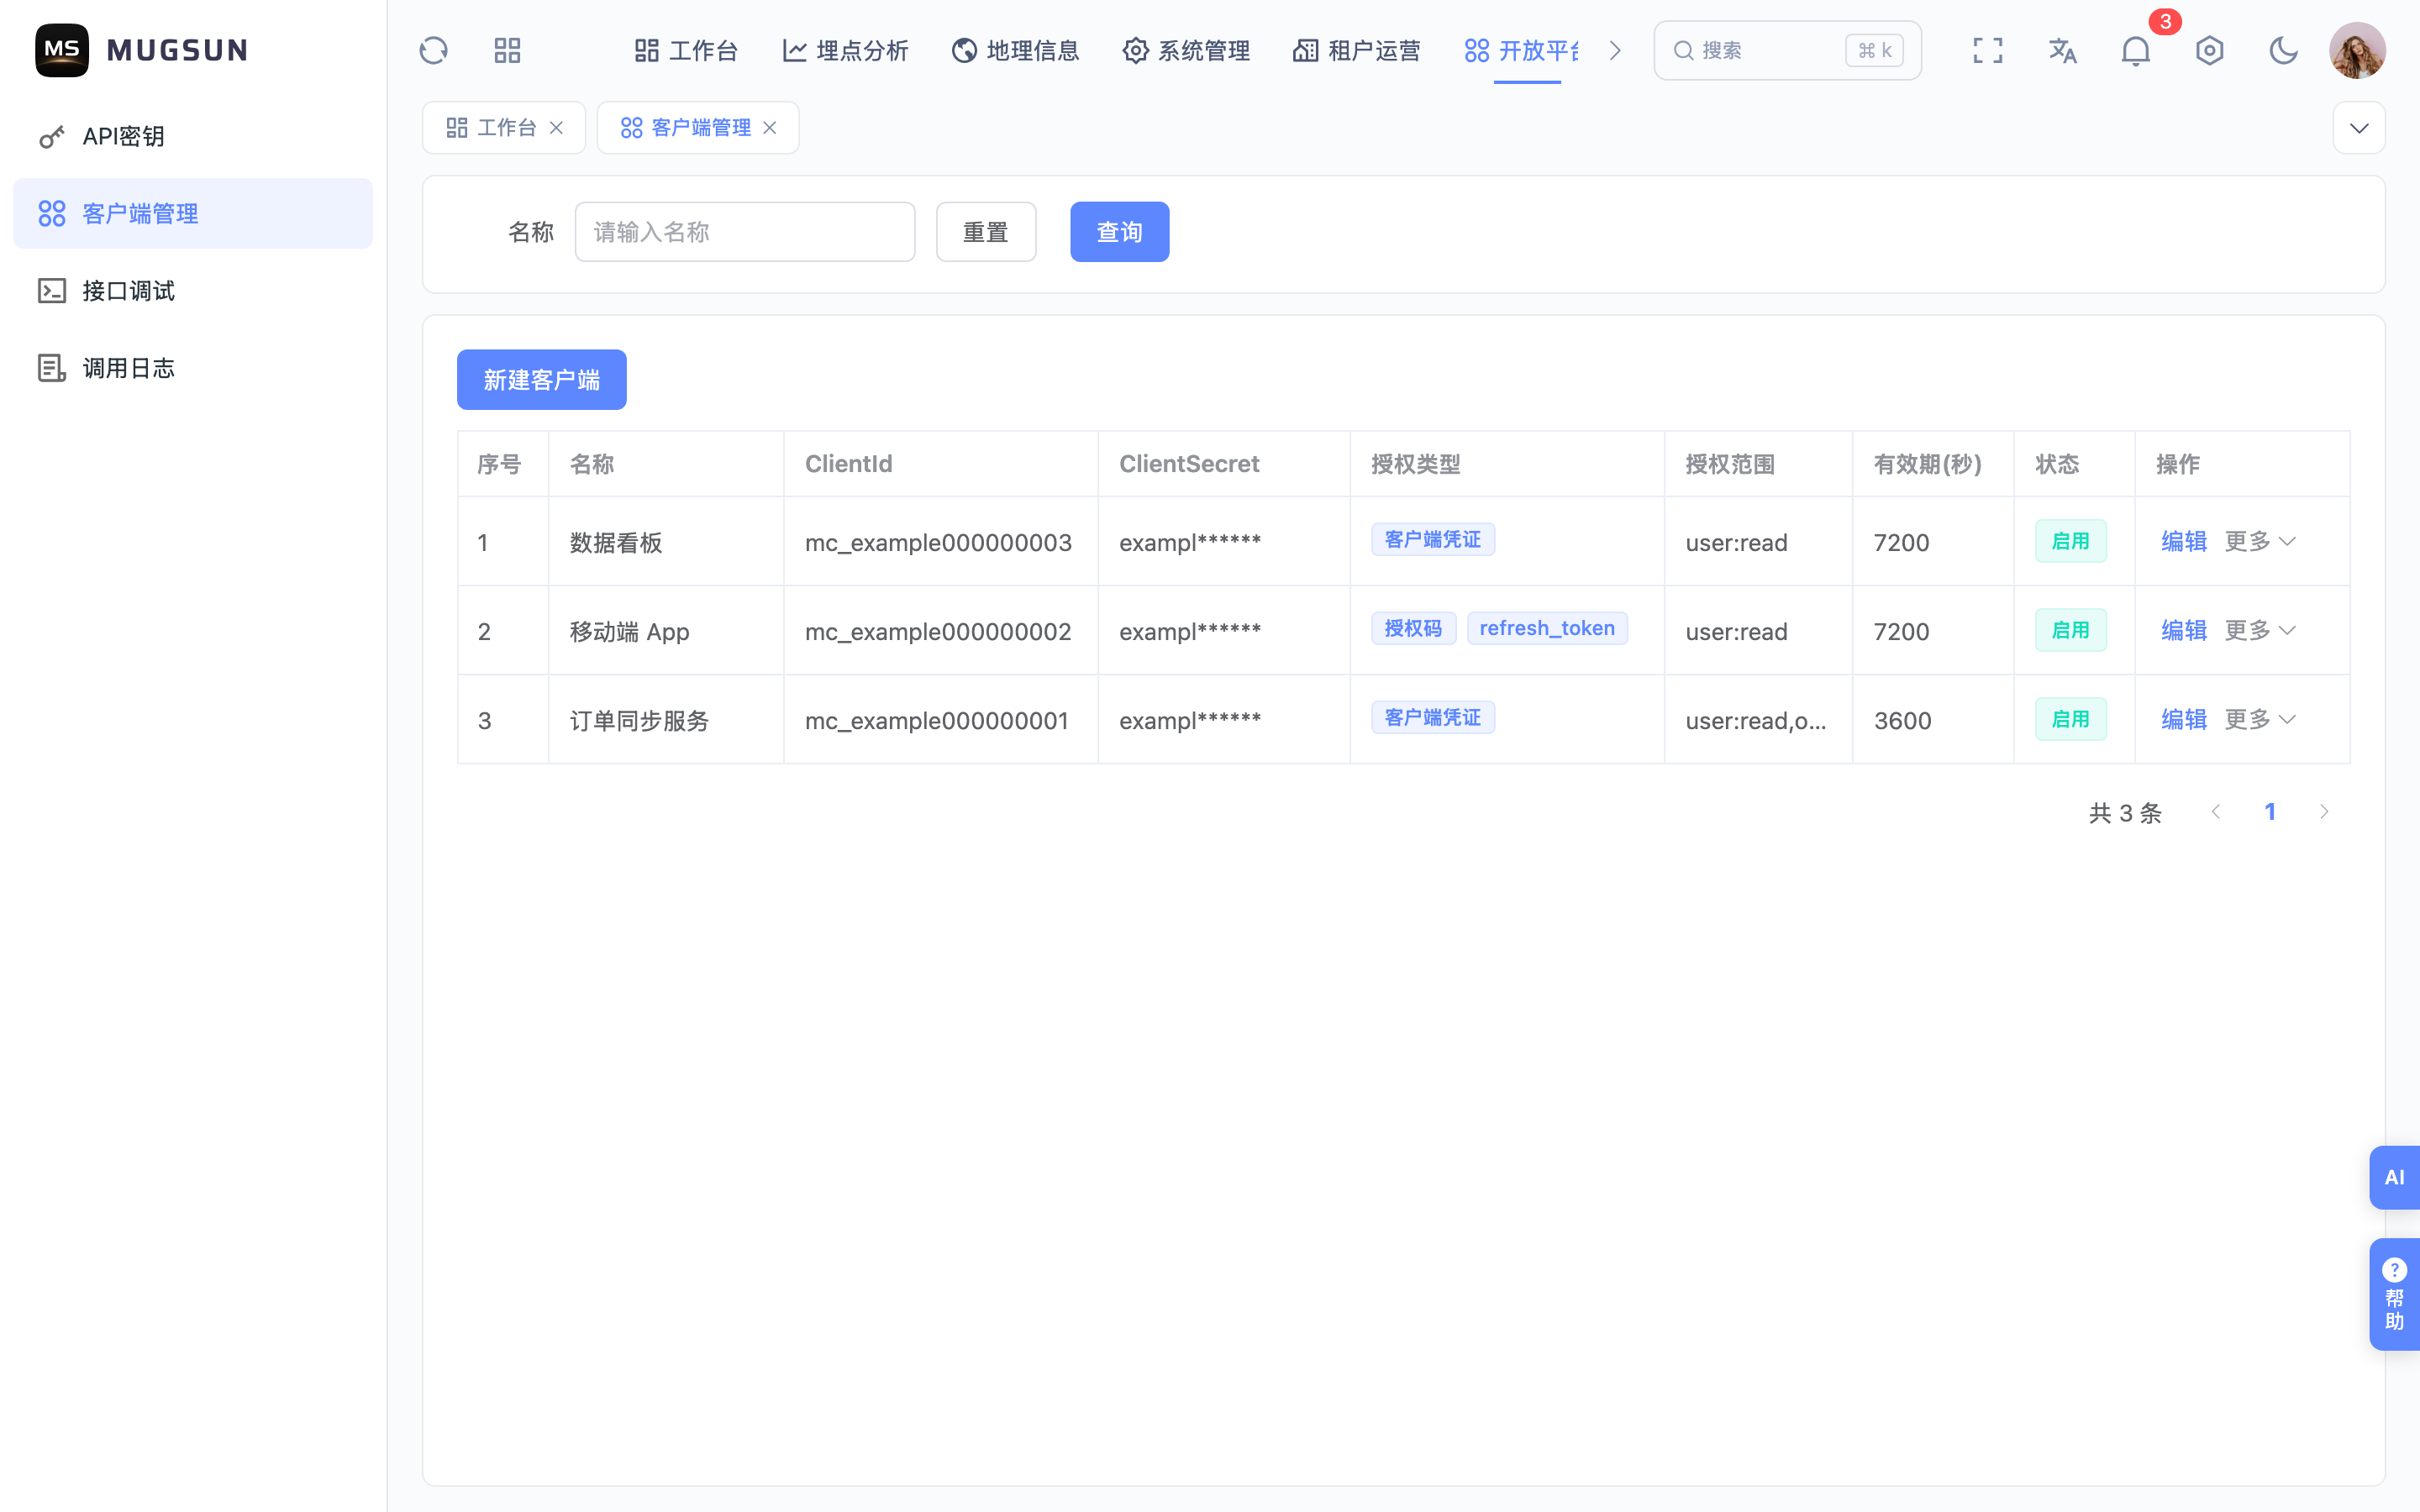 MS MUGSUN
API密钥
客户端管理
接口调试
调用日志
工作台 埋点分析 地理信息 系统管理 租户运营 开放平台
搜索 ⌘ k
3
工作台 客户端管理
名称 请输入名称 重置 查询
新建客户端
序号 名称 ClientId ClientSecret 授权类型 授权范围 有效期(秒) 状态 操作
1 数据看板 mc_example000000003 exampl****** 客户端凭证 user:read 7200 启用 编辑 更多
2 移动端 App mc_example000000002 exampl****** 授权码 refresh_token user:read 7200 启用 编辑 更多
3 订单同步服务 mc_example000000001 exampl****** 客户端凭证 user:read,o... 3600 启用 编辑 更多
共 3 条 1
AI
?
帮
助